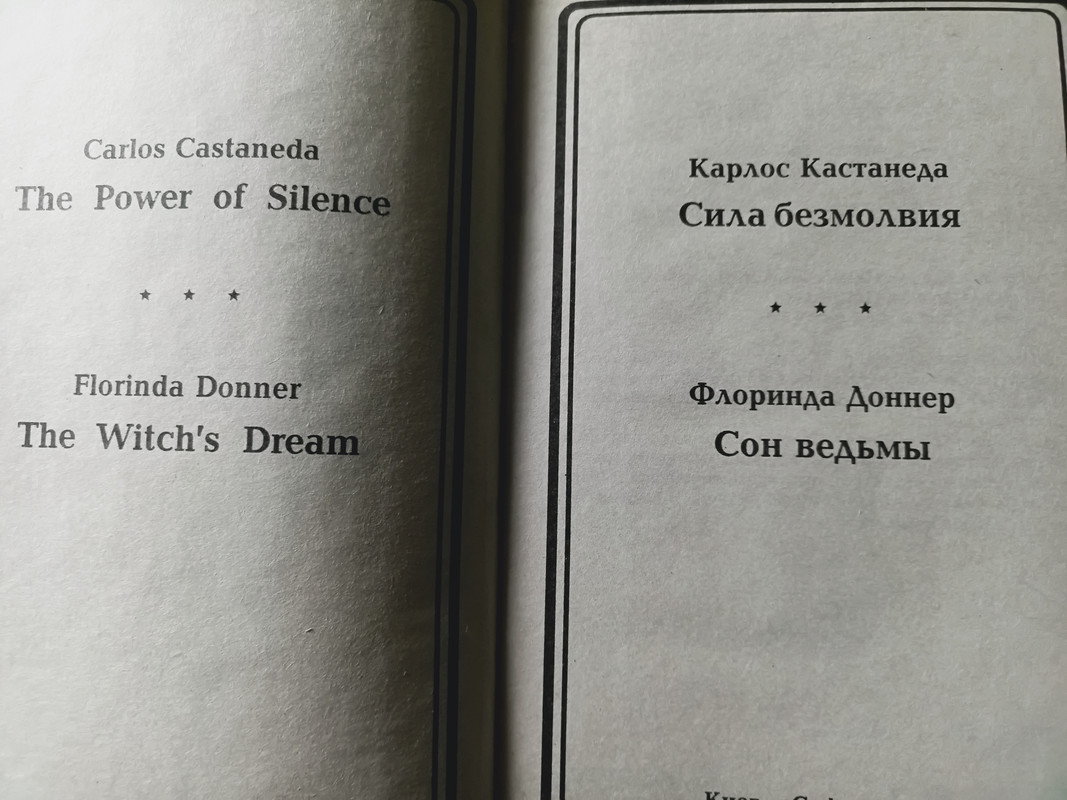 Carlos Castaneda
The Power of Silence
★ ★ ★
Florinda Donner
The Witch's Dream
Карлос Кастанеда
Сила безмолвия
★ ★ ★
Флоринда Доннер
Сон ведьмы